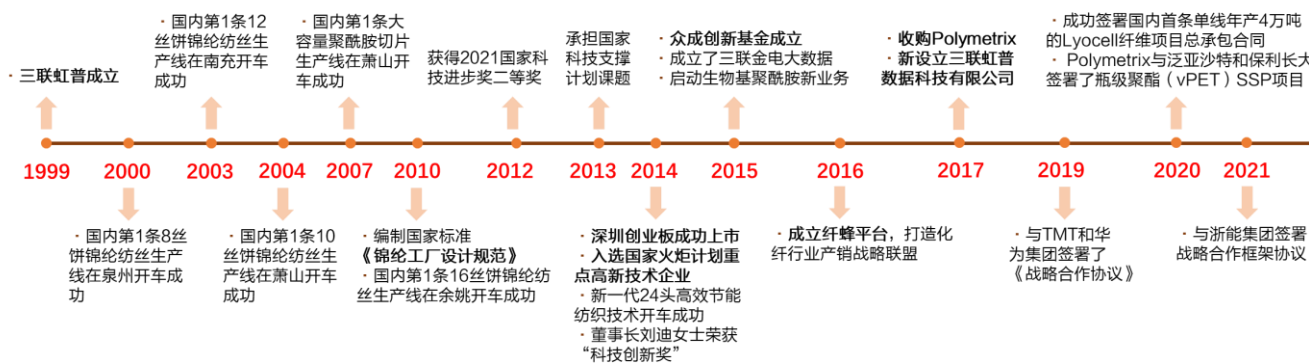 · 三联虹普成立
· 国内第1条12
丝饼锦纶纺丝生
产线在南充开车
成功
· 国内第1条大
容量聚酰胺切片
生产线在萧山开
车成功
获得2021国家科
技进步奖二等奖
承担国家
科技支撑
计划课题
· 众成创新基金成立
· 成立了三联金电大数据
· 启动生物基聚酰胺新业务
· 收购Polymetrix
· 新设立三联虹普
数据科技有限公司
· 成功签署国内首条单线年产4万吨
的Lyocell纤维项目总承包合同
· Polymetrix与泛亚沙特和保利长大
签署了瓶级聚酯（vPET）SSP项目
1999
2000
2003
2004
2007
2010
2012
2013
2014
2015
2016
2017
2019
2020
2021
· 国内第1条8丝
饼锦纶纺丝生产
线在泉州开车成
功
· 国内第1条10
丝饼锦纶纺丝生
产线在萧山开车
成功
· 编制国家标准
《锦纶工厂设计规范》
· 国内第1条16丝饼锦纶纺
丝生产线在余姚开车成功
· 深圳创业板成功上市
· 入选国家火炬计划重
点高新技术企业
· 新一代24头高效节能
纺织技术开车成功
· 董事长刘迪女士荣获
“科技创新奖”
· 成立纤蜂平台，打造化
纤行业产销战略联盟
· 与TMT和华
为集团签署了
《战略合作协议》
· 与浙能集团签署
战略合作框架协议